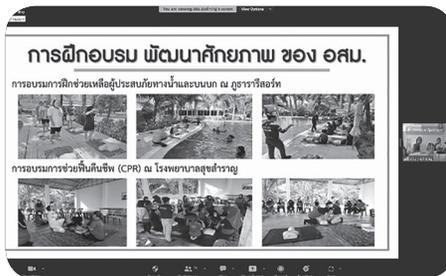 View Options
การฝึกอบรม พัฒนาศักยภาพ ของ อสม.
การอบรมการฝึกช่วยเหลือผู้ประสบภัยทางน้ำและบนบก ณ ภูธารารีสอร์ท
การอบรมการช่วยฟื้นคืนชีพ (CPR) ณ โรงพยาบาลสุขสำราญ